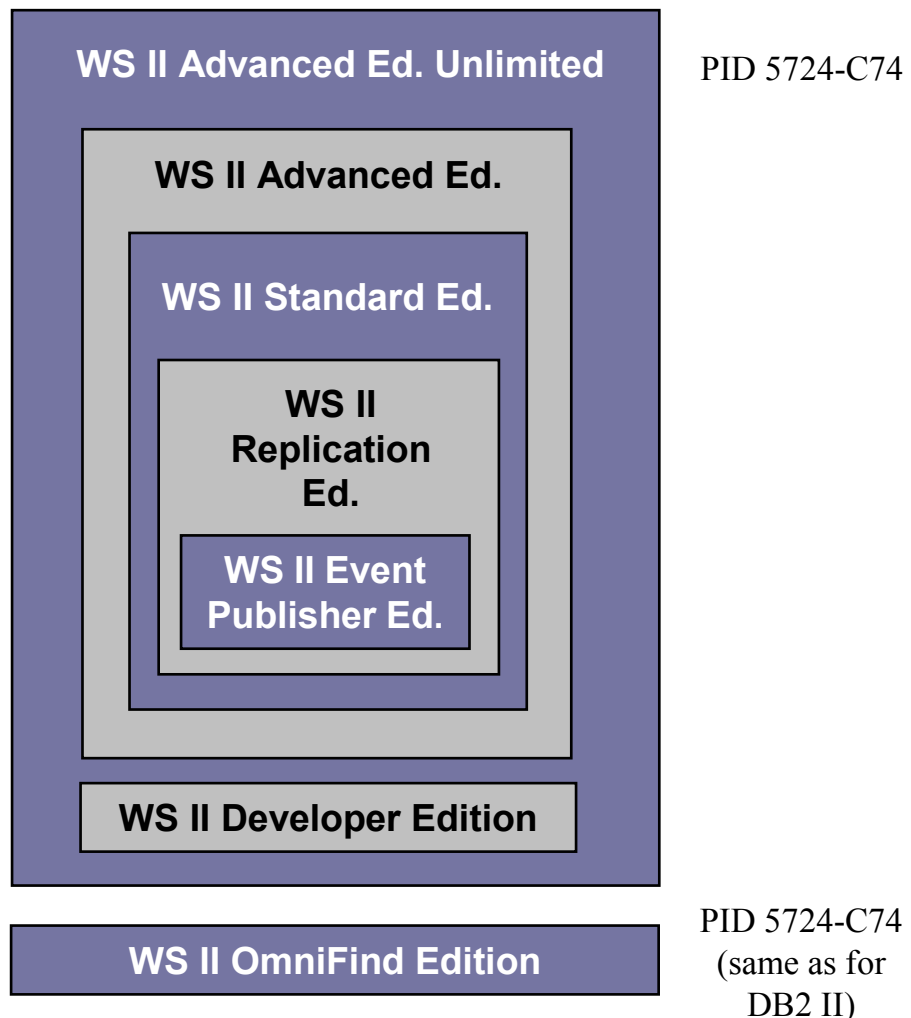 WS II Advanced Ed. Unlimited
PID 5724-C74
WS II Advanced Ed.
WS II Standard Ed.
WS II
Replication
Ed.
WS II Event
Publisher Ed.
WS II Developer Edition
WS II OmniFind Edition
PID 5724-C74
(same as for
DB2 II)